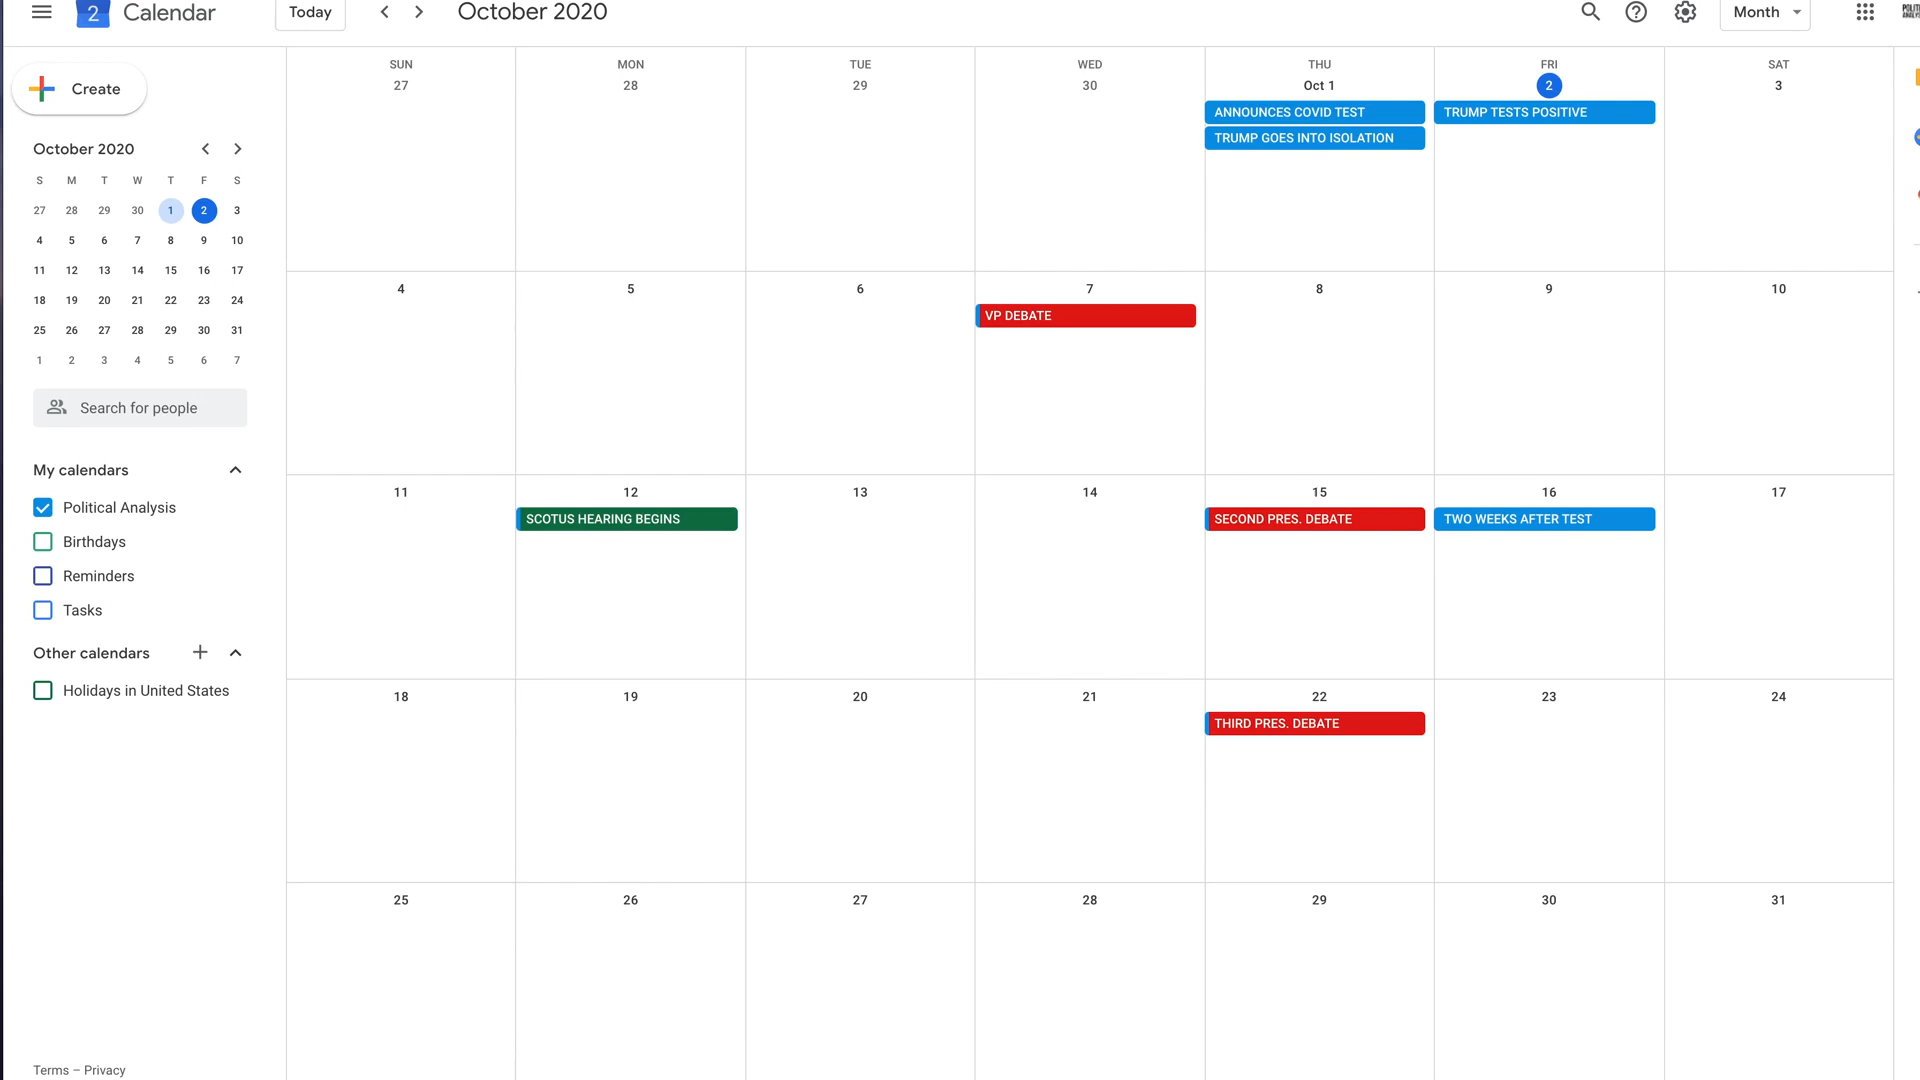 2 Calendar Today October 2020 Month
Create
October 2020
S M T W T F S
27 28 29 30 1 2 3
4 5 6 7 8 9 10
11 12 13 14 15 16 17
18 19 20 21 22 23 24
25 26 27 28 29 30 31
1 2 3 4 5 6 7
Search for people
My calendars
Political Analysis
Birthdays
Reminders
Tasks
Other calendars
Holidays in United States
Terms – Privacy
SUN MON TUE WED THU FRI SAT
27 28 29 30 Oct 1 2 3
ANNOUNCES COVID TEST TRUMP TESTS POSITIVE
TRUMP GOES INTO ISOLATION
4 5 6 7 8 9 10
VP DEBATE
11 12 13 14 15 16 17
SCOTUS HEARING BEGINS SECOND PRES. DEBATE TWO WEEKS AFTER TEST
18 19 20 21 22 23 24
THIRD PRES. DEBATE
25 26 27 28 29 30 31